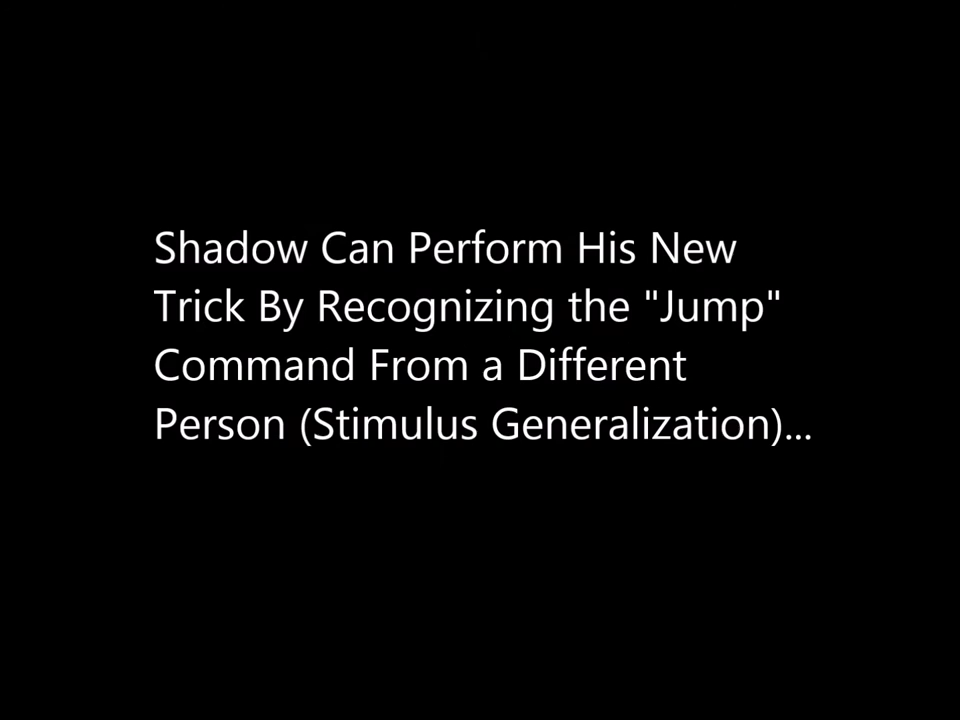 Shadow Can Perform His New
Trick By Recognizing the "Jump"
Command From a Different
Person (Stimulus Generalization)...